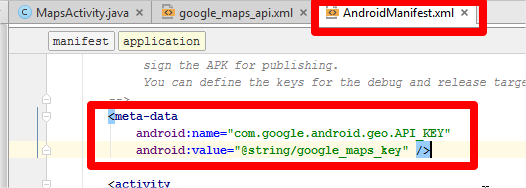 MapsActivity.java × google_maps_api.xml × AndroidManifest.xml ×
manifest application
sign the APK for publishing.
You can define the keys for the debug and release targe
-->
<meta-data
android:name="com.google.android.geo.API_KEY"
android:value="@string/google_maps_key" />
<activity